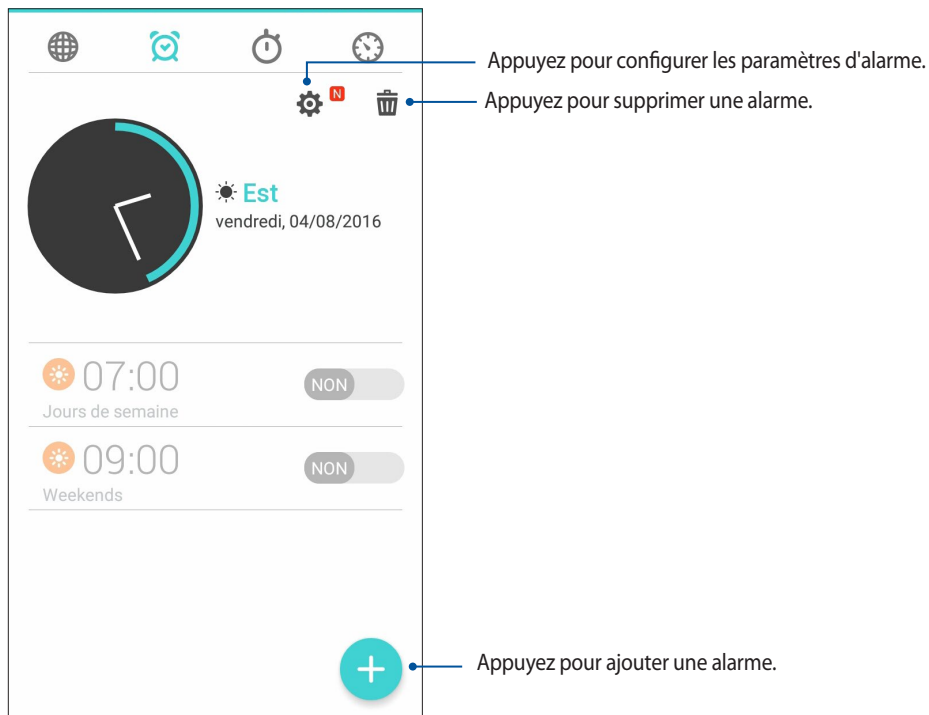 Appuyez pour configurer les paramètres d'alarme.
N
Appuyez pour supprimer une alarme.
Est
vendredi, 04/08/2016
07:00
NON
Jours de semaine
09:00
NON
Weekends
Appuyez pour ajouter une alarme.